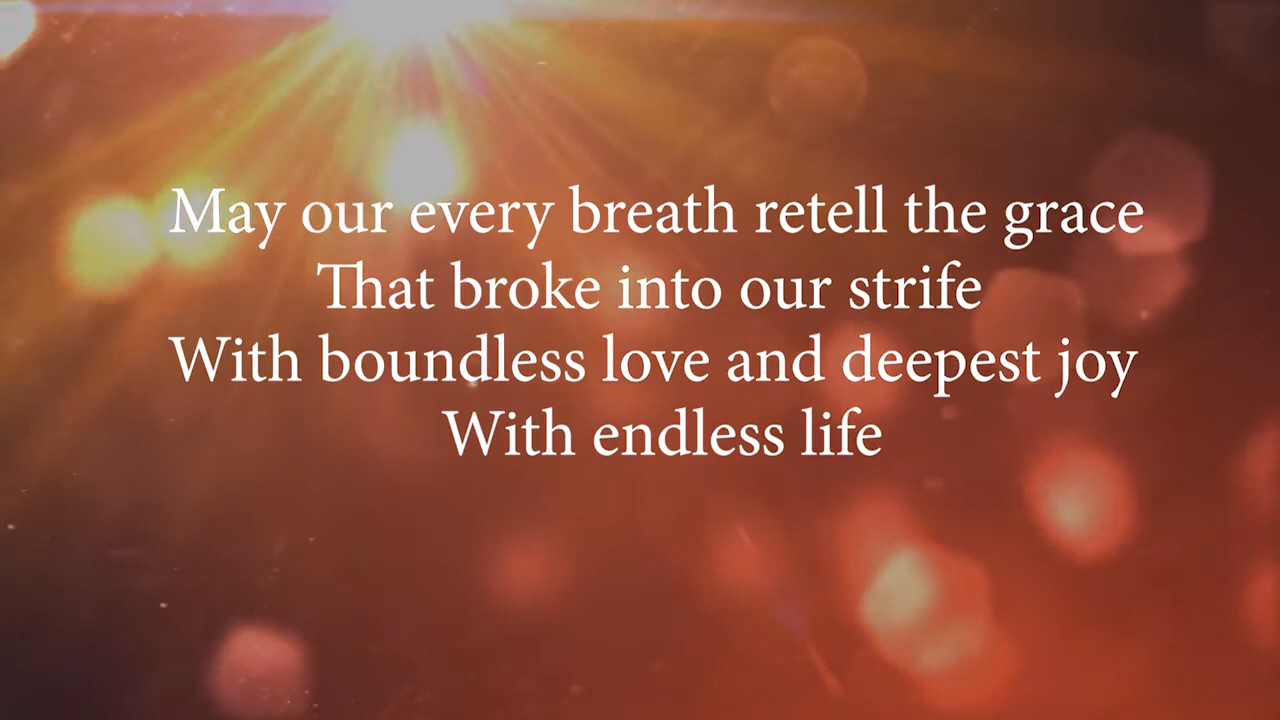 May our every breath retell the grace
That broke into our strife
With boundless love and deepest joy
With endless life